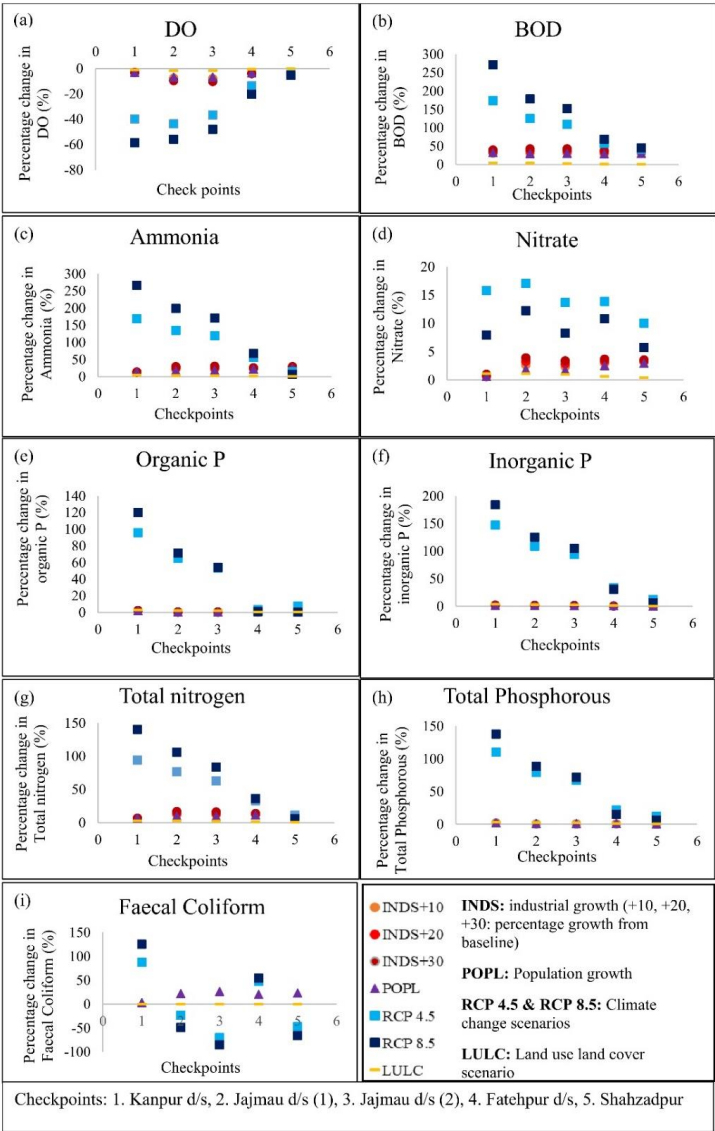 (a)
DO
0 1 2 3 4 5 6
0
-20
-40
-60
-80
Percentage change in
DO (%)
Check points
(b)
BOD
300
250
200
150
100
50
0
Percentage change in
BOD (%)
0 1 2 3 4 5 6
Checkpoints
(c)
Ammonia
300
250
200
150
100
50
0
Percentage change in
Ammonia (%)
0 1 2 3 4 5 6
Checkpoints
(d)
Nitrate
20
15
10
5
0
Percentage change in
Nitrate (%)
0 1 2 3 4 5 6
Checkpoints
(e)
Organic P
140
120
100
80
60
40
20
0
Percentage change in
organic P (%)
0 1 2 3 4 5 6
Checkpoints
(f)
Inorganic P
200
150
100
50
0
Percentage change in
inorganic P (%)
0 1 2 3 4 5 6
Checkpoints
(g)
Total nitrogen
150
100
50
0
Percentage change in
Total nitrogen (%)
0 1 2 3 4 5 6
Checkpoints
(h)
Total Phosphorous
150
100
50
0
Percentage change in
Total Phosphorous (%)
0 1 2 3 4 5 6
Checkpoints
(i)
Faecal Coliform
150
100
50
0
-50
-100
Percentage change in
Faecal Coliform (%)
0 1 2 3 4 5 6
Checkpoints
INDS+10
INDS+20
INDS+30
POPL
RCP 4.5
RCP 8.5
LULC
INDS: industrial growth (+10, +20,
+30: percentage growth from
baseline)
POPL: Population growth
RCP 4.5 & RCP 8.5: Climate
change scenarios
LULC: Land use land cover
scenario
Checkpoints: 1. Kanpur d/s, 2. Jajmau d/s (1), 3. Jajmau d/s (2), 4. Fatehpur d/s, 5. Shahzadpur